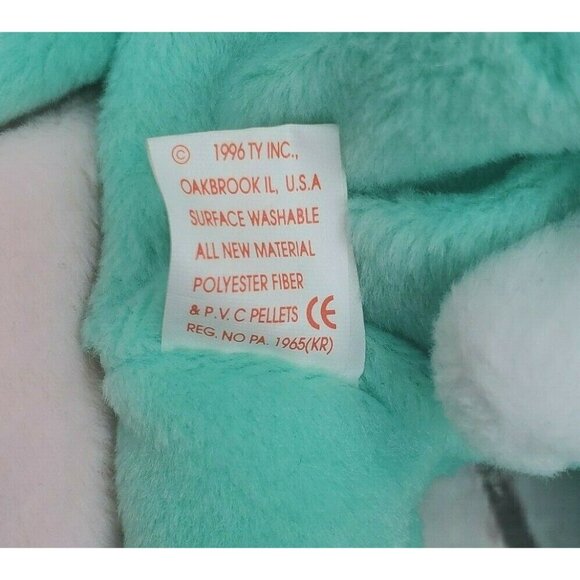 © 1996 TY INC.,
OAKBROOK IL, U.S.A
SURFACE WASHABLE
ALL NEW MATERIAL
POLYESTER FIBER
& P.V.C PELLETS CE
REG. NO PA. 1965(KR)